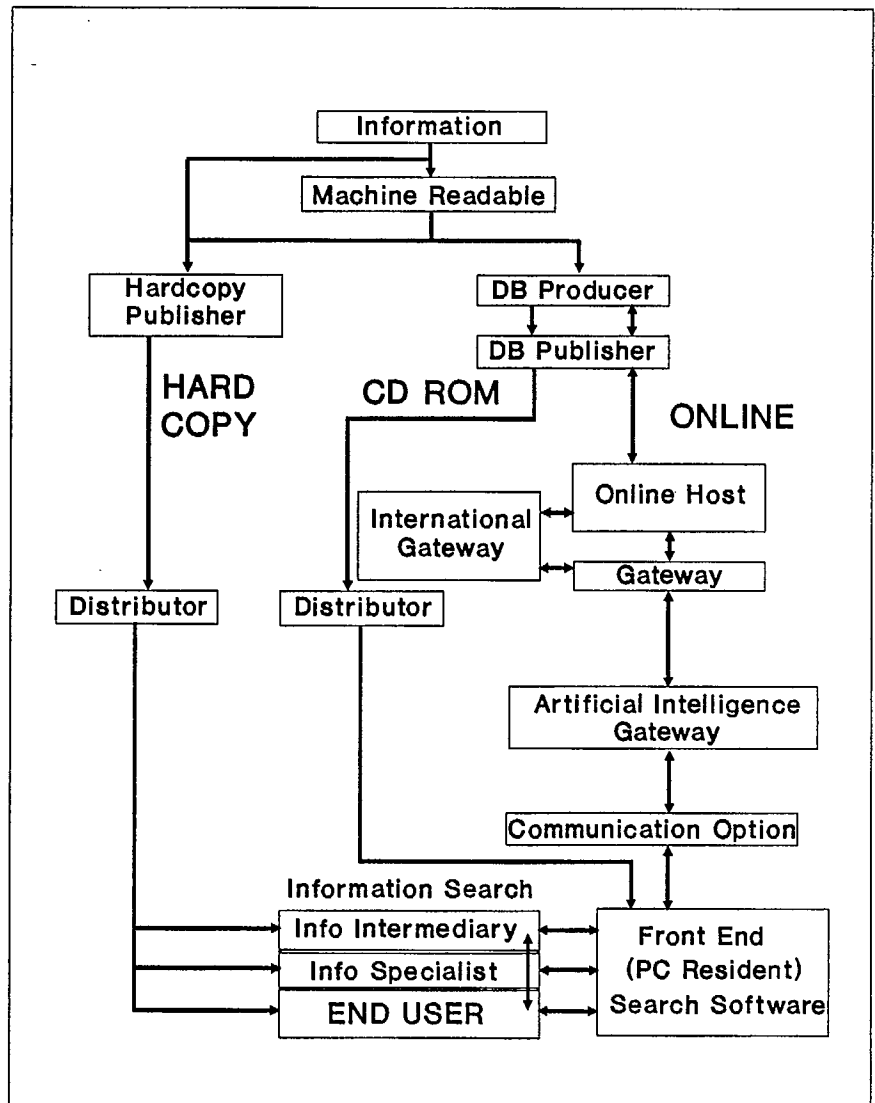 Information
Machine Readable
Hardcopy
Publisher
DB Producer
DB Publisher
HARD
COPY
CD ROM
ONLINE
Online Host
International
Gateway
Gateway
Distributor
Distributor
Artificial Intelligence
Gateway
Communication Option
Information Search
Info Intermediary
Info Specialist
END USER
Front End
(PC Resident)
Search Software